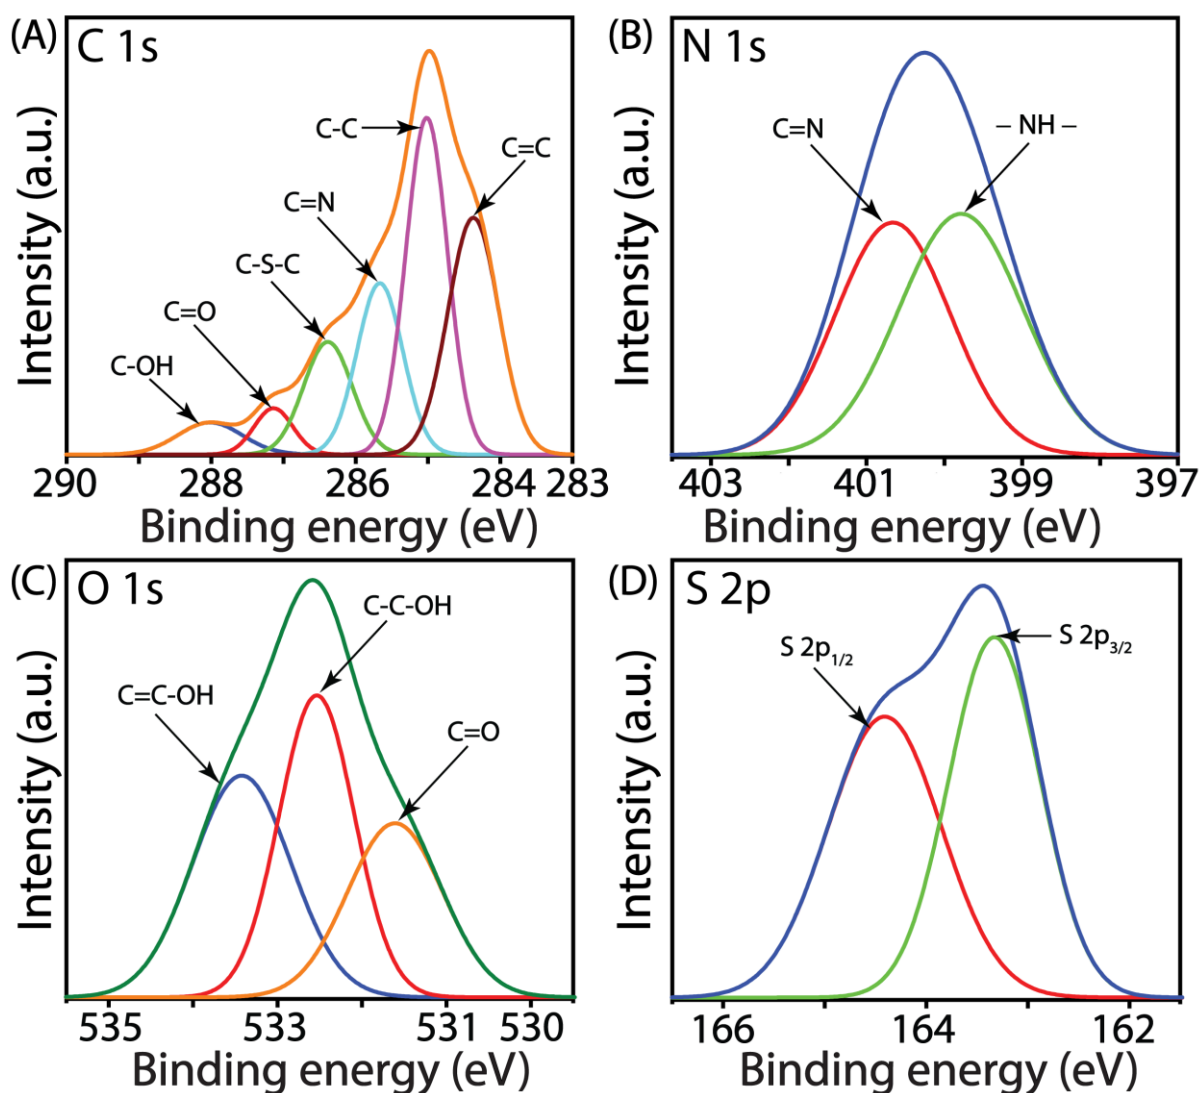 (A) C 1s
C-C
C=C
C=N
C-S-C
C=O
C-OH
Intensity (a.u.)
290 288 286 284 283
Binding energy (eV)
(B) N 1s
C=N
– NH –
Intensity (a.u.)
403 401 399 397
Binding energy (eV)
(C) O 1s
C-C-OH
C=C-OH
C=O
Intensity (a.u.)
535 533 531 530
Binding energy (eV)
(D) S 2p
S 2p1/2
S 2p3/2
Intensity (a.u.)
166 164 162
Binding energy (eV)